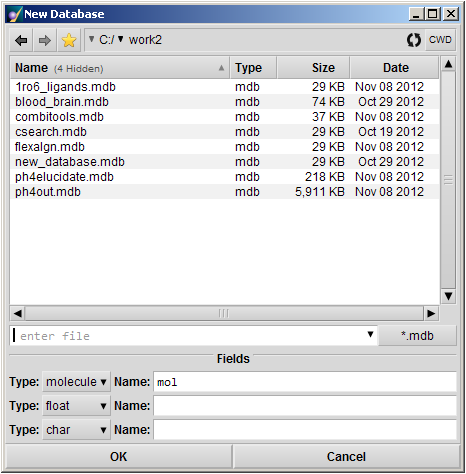 New Database
C:/ work2 CWD
Name (4 Hidden) Type Size Date
1ro6_ligands.mdb mdb 29 KB Nov 08 2012
blood_brain.mdb mdb 74 KB Oct 29 2012
combitools.mdb mdb 37 KB Nov 08 2012
csearch.mdb mdb 29 KB Oct 19 2012
flexalgn.mdb mdb 29 KB Nov 08 2012
new_database.mdb mdb 29 KB Oct 29 2012
ph4elucidate.mdb mdb 218 KB Nov 08 2012
ph4out.mdb mdb 5,911 KB Nov 08 2012
enter file *.mdb
Fields
Type: molecule Name: mol
Type: float Name:
Type: char Name:
OK Cancel